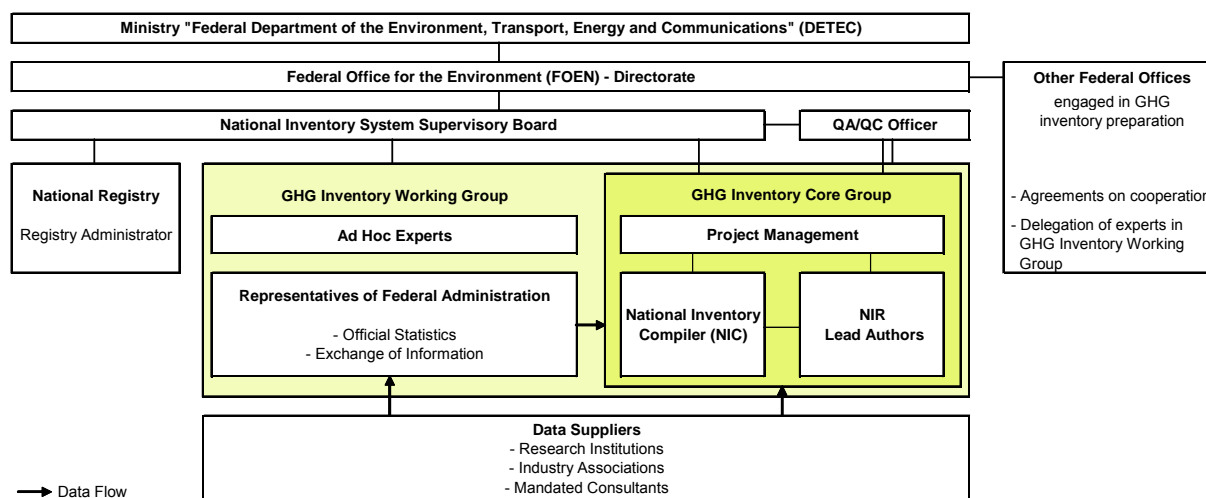 Ministry "Federal Department of the Environment, Transport, Energy and Communications" (DETEC)
Federal Office for the Environment (FOEN) - Directorate
Other Federal Offices
engaged in GHG
inventory preparation
- Agreements on cooperation
- Delegation of experts in
GHG Inventory Working
Group
National Inventory System Supervisory Board
QA/QC Officer
National Registry
Registry Administrator
GHG Inventory Working Group
Ad Hoc Experts
Representatives of Federal Administration
- Official Statistics
- Exchange of Information
GHG Inventory Core Group
Project Management
National Inventory
Compiler (NIC)
NIR
Lead Authors
Data Suppliers
- Research Institutions
- Industry Associations
- Mandated Consultants
Data Flow